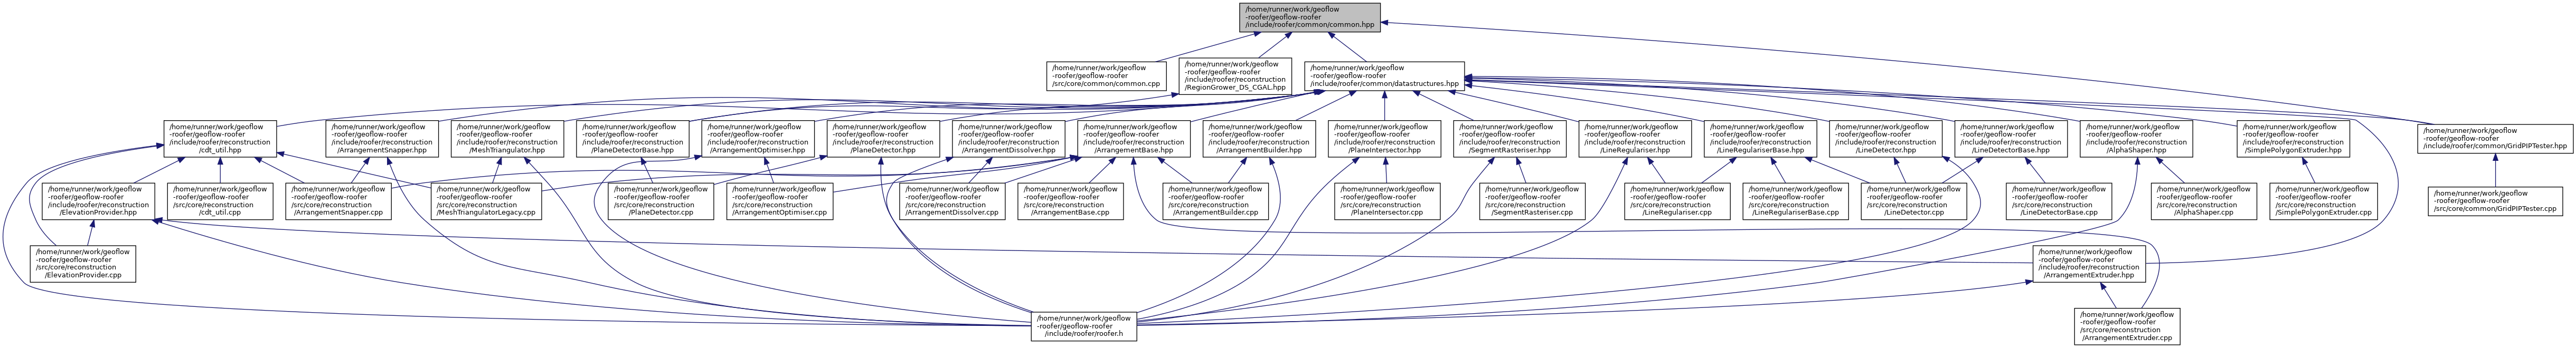 /home/runner/work/geoflow
-roofer/geoflow-roofer
/include/roofer/common/common.hpp
/home/runner/work/geoflow
-roofer/geoflow-roofer
/src/core/common/common.cpp
/home/runner/work/geoflow
-roofer/geoflow-roofer
/include/roofer/reconstruction
/RegionGrower_DS_CGAL.hpp
/home/runner/work/geoflow
-roofer/geoflow-roofer
/include/roofer/common/datastructures.hpp
/home/runner/work/geoflow
-roofer/geoflow-roofer
/include/roofer/reconstruction
/cdt_util.hpp
/home/runner/work/geoflow
-roofer/geoflow-roofer
/include/roofer/reconstruction
/ArrangementSnapper.hpp
/home/runner/work/geoflow
-roofer/geoflow-roofer
/include/roofer/reconstruction
/MeshTriangulator.hpp
/home/runner/work/geoflow
-roofer/geoflow-roofer
/include/roofer/reconstruction
/PlaneDetectorBase.hpp
/home/runner/work/geoflow
-roofer/geoflow-roofer
/include/roofer/reconstruction
/ArrangementOptimiser.hpp
/home/runner/work/geoflow
-roofer/geoflow-roofer
/include/roofer/reconstruction
/PlaneDetector.hpp
/home/runner/work/geoflow
-roofer/geoflow-roofer
/include/roofer/reconstruction
/ArrangementDissolver.hpp
/home/runner/work/geoflow
-roofer/geoflow-roofer
/include/roofer/reconstruction
/ArrangementBase.hpp
/home/runner/work/geoflow
-roofer/geoflow-roofer
/include/roofer/reconstruction
/ArrangementBuilder.hpp
/home/runner/work/geoflow
-roofer/geoflow-roofer
/include/roofer/reconstruction
/PlaneIntersector.hpp
/home/runner/work/geoflow
-roofer/geoflow-roofer
/include/roofer/reconstruction
/SegmentRasteriser.hpp
/home/runner/work/geoflow
-roofer/geoflow-roofer
/include/roofer/reconstruction
/LineRegulariser.hpp
/home/runner/work/geoflow
-roofer/geoflow-roofer
/include/roofer/reconstruction
/LineRegulariserBase.hpp
/home/runner/work/geoflow
-roofer/geoflow-roofer
/include/roofer/reconstruction
/LineDetector.hpp
/home/runner/work/geoflow
-roofer/geoflow-roofer
/include/roofer/reconstruction
/LineDetectorBase.hpp
/home/runner/work/geoflow
-roofer/geoflow-roofer
/include/roofer/reconstruction
/AlphaShaper.hpp
/home/runner/work/geoflow
-roofer/geoflow-roofer
/include/roofer/reconstruction
/SimplePolygonExtruder.hpp
/home/runner/work/geoflow
-roofer/geoflow-roofer
/include/roofer/common/GridPIPTester.hpp
/home/runner/work/geoflow
-roofer/geoflow-roofer
/include/roofer/reconstruction
/ElevationProvider.hpp
/home/runner/work/geoflow
-roofer/geoflow-roofer
/src/core/reconstruction
/cdt_util.cpp
/home/runner/work/geoflow
-roofer/geoflow-roofer
/src/core/reconstruction
/ArrangementSnapper.cpp
/home/runner/work/geoflow
-roofer/geoflow-roofer
/src/core/reconstruction
/MeshTriangulatorLegacy.cpp
/home/runner/work/geoflow
-roofer/geoflow-roofer
/src/core/reconstruction
/PlaneDetector.cpp
/home/runner/work/geoflow
-roofer/geoflow-roofer
/src/core/reconstruction
/ArrangementOptimiser.cpp
/home/runner/work/geoflow
-roofer/geoflow-roofer
/src/core/reconstruction
/ArrangementDissolver.cpp
/home/runner/work/geoflow
-roofer/geoflow-roofer
/src/core/reconstruction
/ArrangementBase.cpp
/home/runner/work/geoflow
-roofer/geoflow-roofer
/src/core/reconstruction
/ArrangementBuilder.cpp
/home/runner/work/geoflow
-roofer/geoflow-roofer
/src/core/reconstruction
/PlaneIntersector.cpp
/home/runner/work/geoflow
-roofer/geoflow-roofer
/src/core/reconstruction
/SegmentRasteriser.cpp
/home/runner/work/geoflow
-roofer/geoflow-roofer
/src/core/reconstruction
/LineRegulariser.cpp
/home/runner/work/geoflow
-roofer/geoflow-roofer
/src/core/reconstruction
/LineRegulariserBase.cpp
/home/runner/work/geoflow
-roofer/geoflow-roofer
/src/core/reconstruction
/LineDetector.cpp
/home/runner/work/geoflow
-roofer/geoflow-roofer
/src/core/reconstruction
/LineDetectorBase.cpp
/home/runner/work/geoflow
-roofer/geoflow-roofer
/src/core/reconstruction
/AlphaShaper.cpp
/home/runner/work/geoflow
-roofer/geoflow-roofer
/src/core/reconstruction
/SimplePolygonExtruder.cpp
/home/runner/work/geoflow
-roofer/geoflow-roofer
/src/core/common/GridPIPTester.cpp
/home/runner/work/geoflow
-roofer/geoflow-roofer
/src/core/reconstruction
/ElevationProvider.cpp
/home/runner/work/geoflow
-roofer/geoflow-roofer
/include/roofer/reconstruction
/ArrangementExtruder.hpp
/home/runner/work/geoflow
-roofer/geoflow-roofer
/include/roofer/roofer.h
/home/runner/work/geoflow
-roofer/geoflow-roofer
/src/core/reconstruction
/ArrangementExtruder.cpp